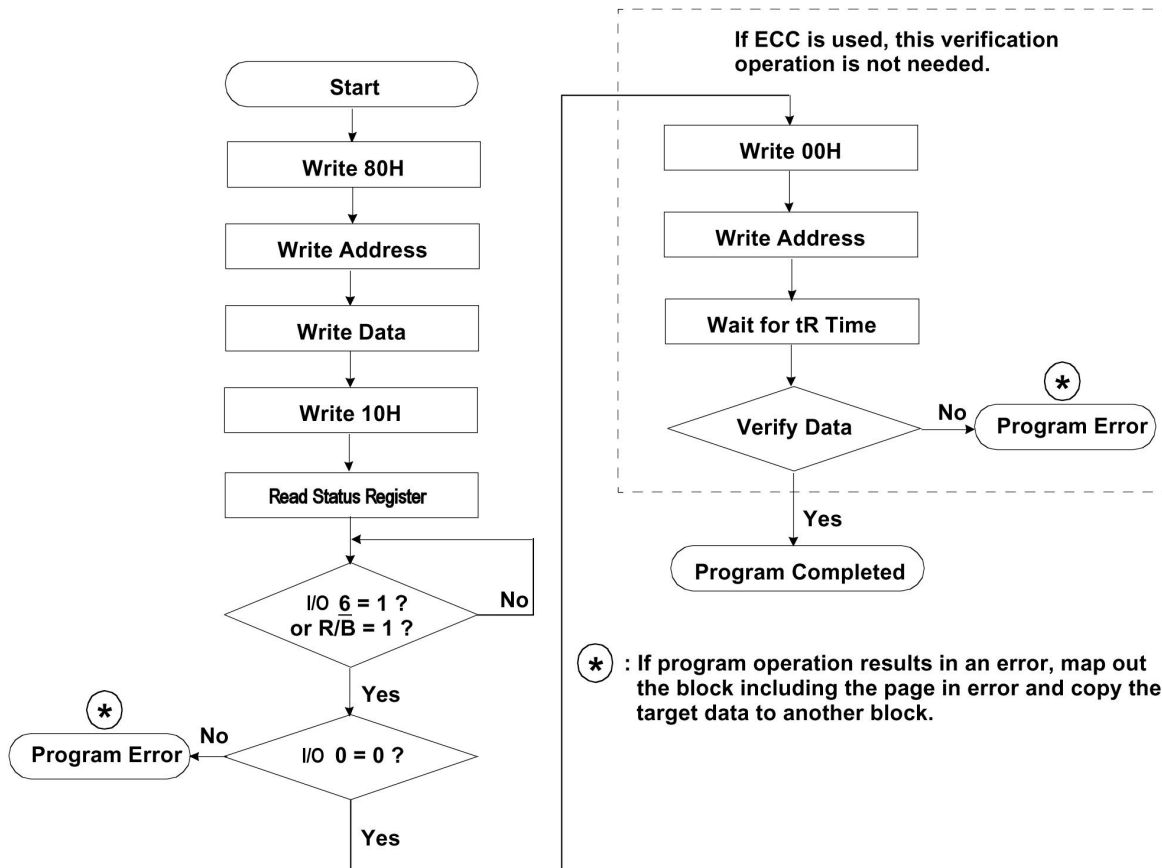 Start
Write 80H
Write Address
Write Data
Write 10H
Read Status Register
I/O 6 = 1 ?
or R/B̅ = 1 ?
No
Yes
I/O 0 = 0 ?
No
*
Program Error
Yes
If ECC is used, this verification
operation is not needed.
Write 00H
Write Address
Wait for tR Time
Verify Data
No
*
Program Error
Yes
Program Completed
* : If program operation results in an error, map out
the block including the page in error and copy the
target data to another block.